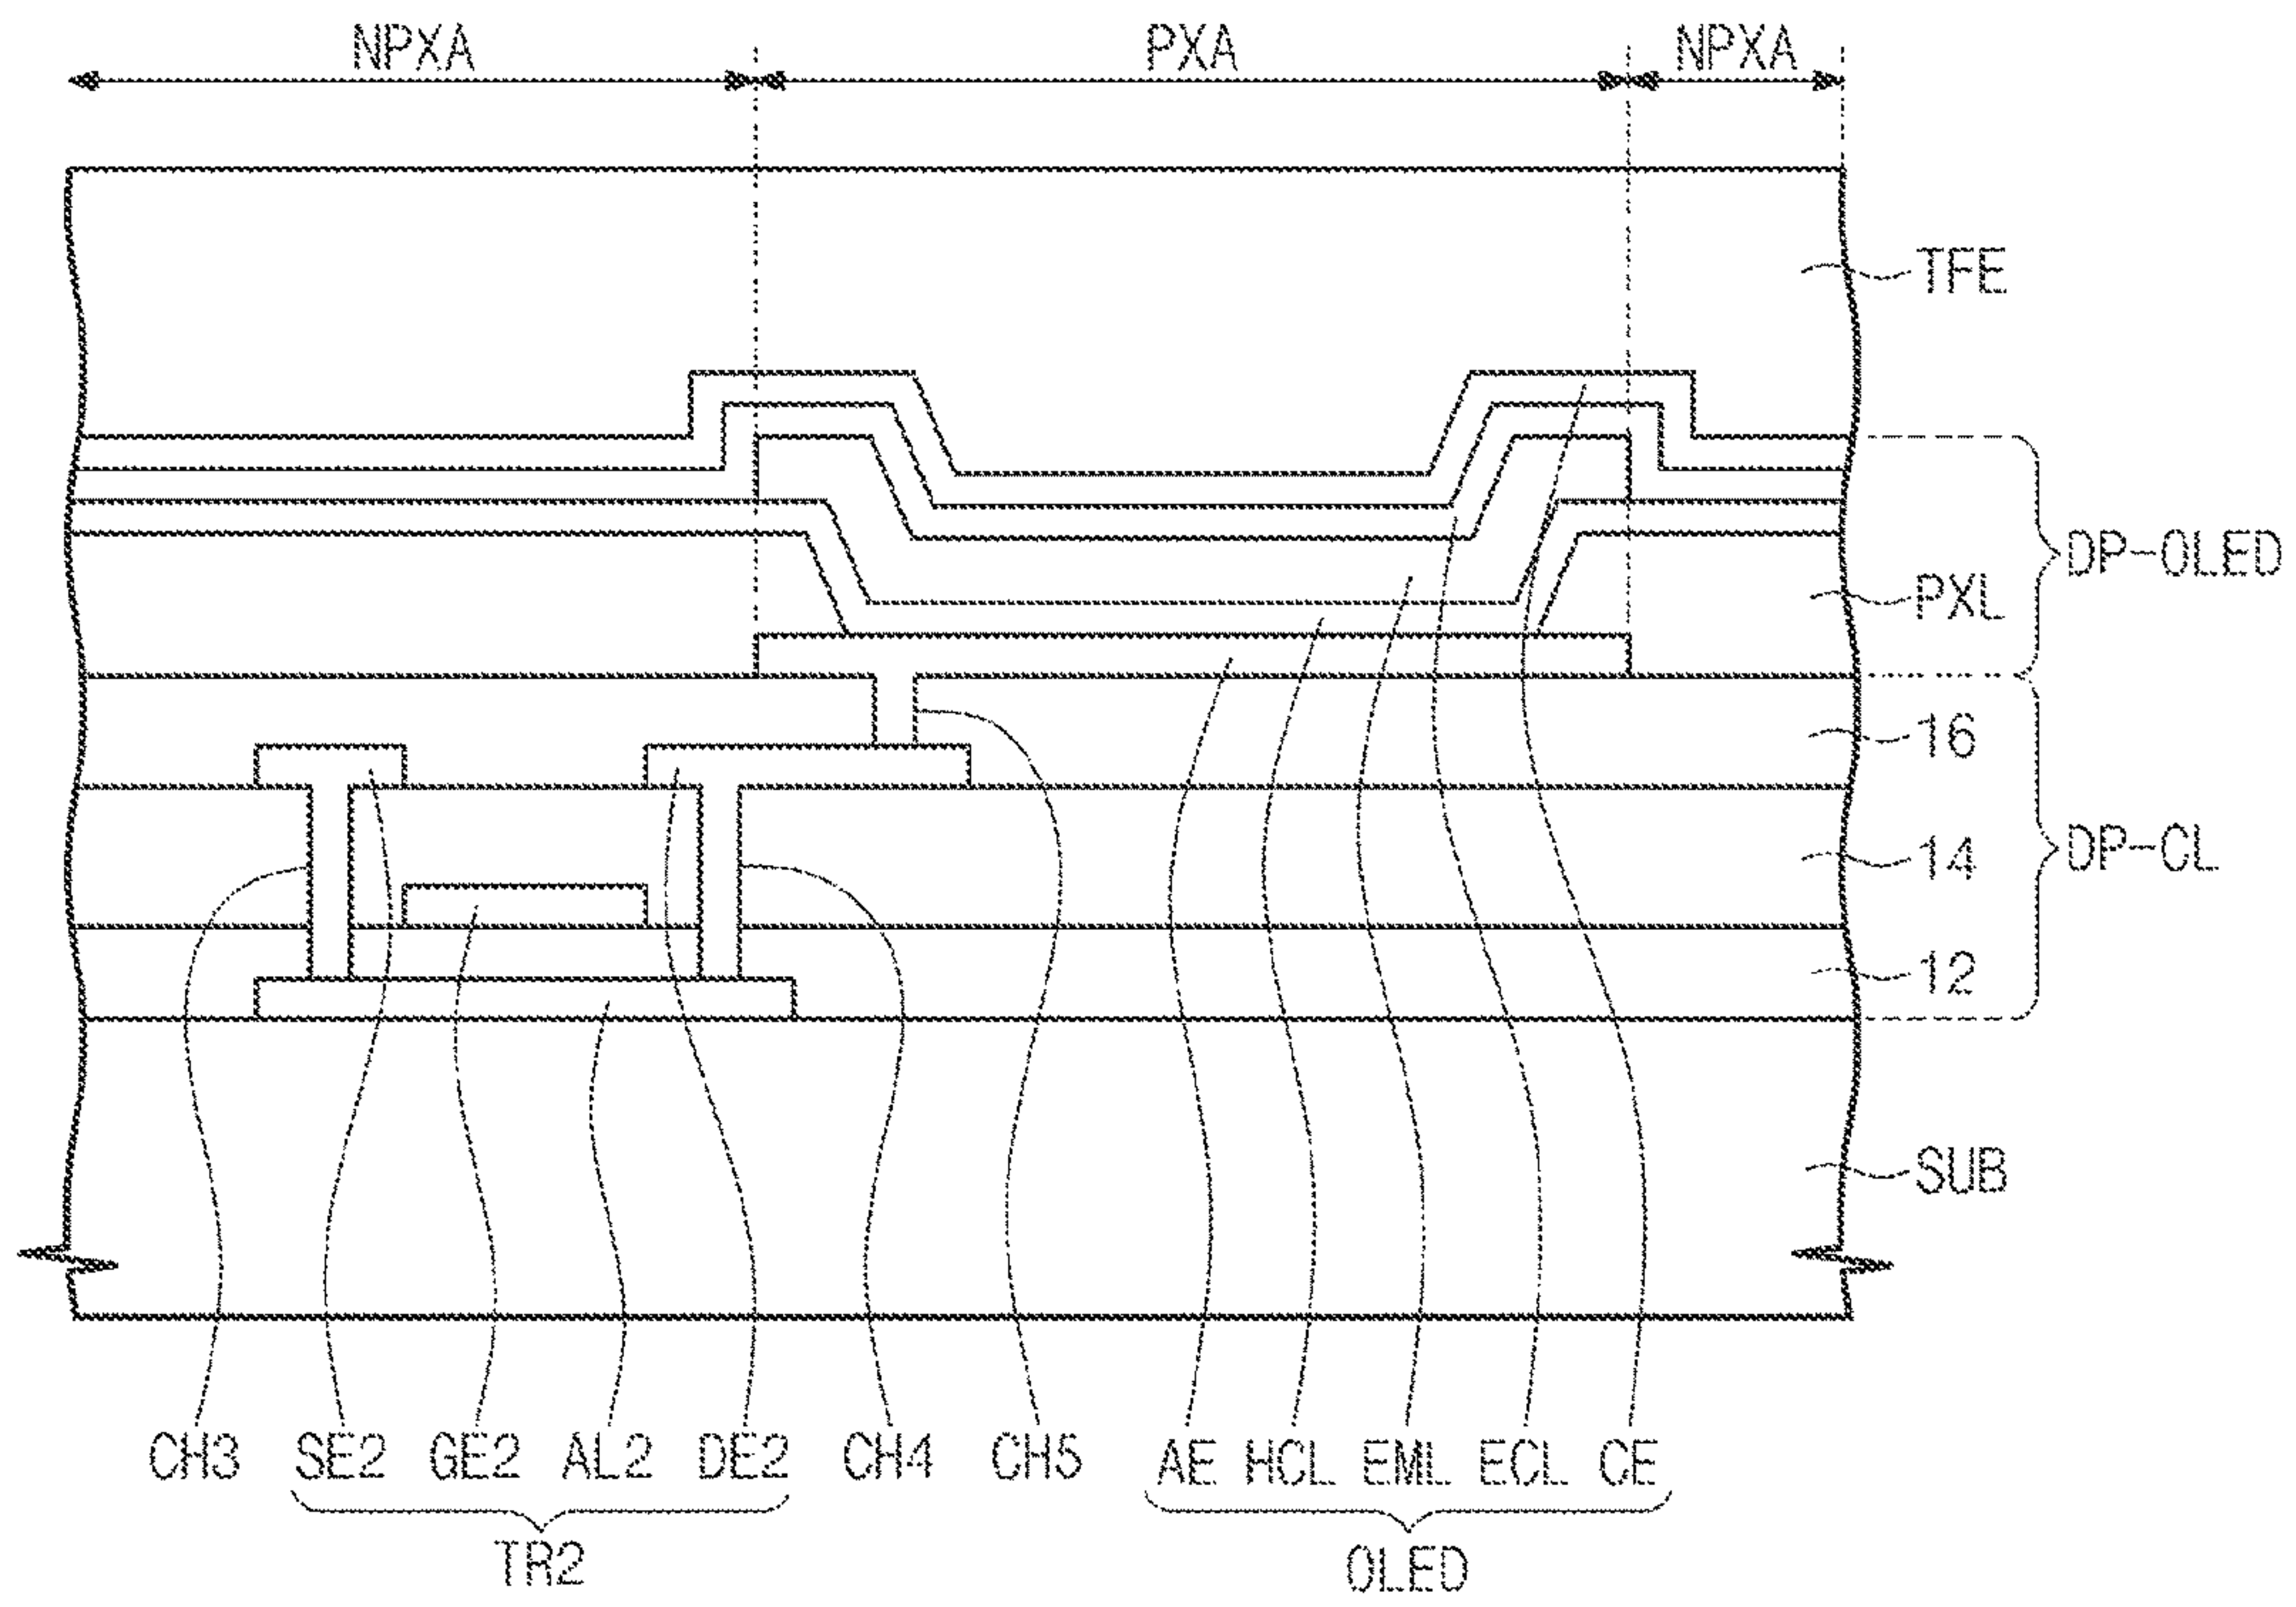 NPXA PXA NPXA
TFE
DP-OLED
PXL
16
14
DP-CL
12
SUB
CH3 SE2 GE2 AL2 DE2 CH4 CH5 AE HCL EML ECL CE
TR2 OLED